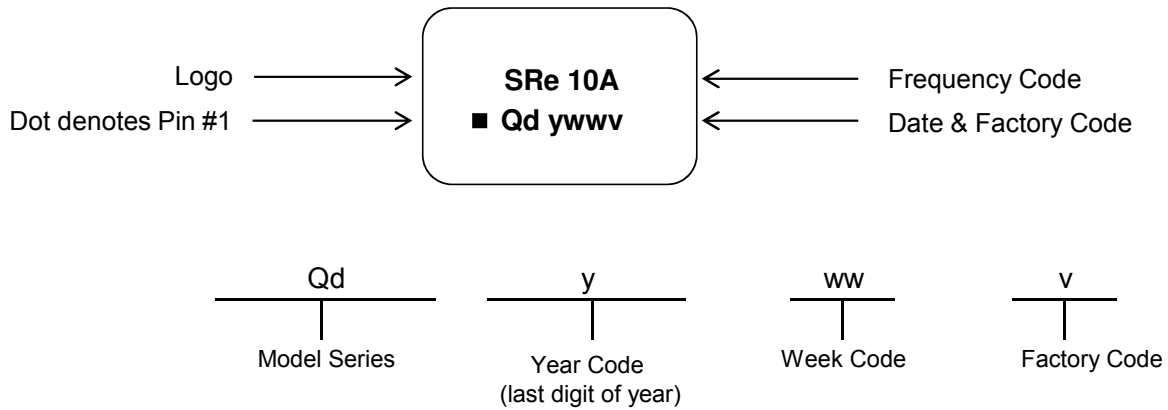 Logo
SRe 10A
Frequency Code
Dot denotes Pin #1
■ Qd ywwv
Date & Factory Code
Qd
y
ww
v
Model Series
Year Code
(last digit of year)
Week Code
Factory Code